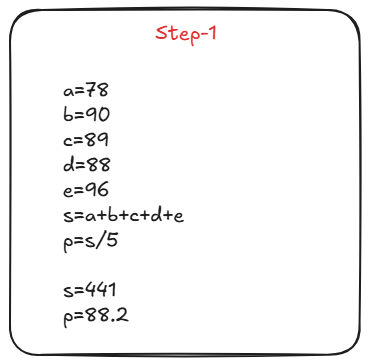 Step-1
a=78
b=90
c=89
d=88
e=96
s=a+b+c+d+e
p=s/5
s=441
p=88.2